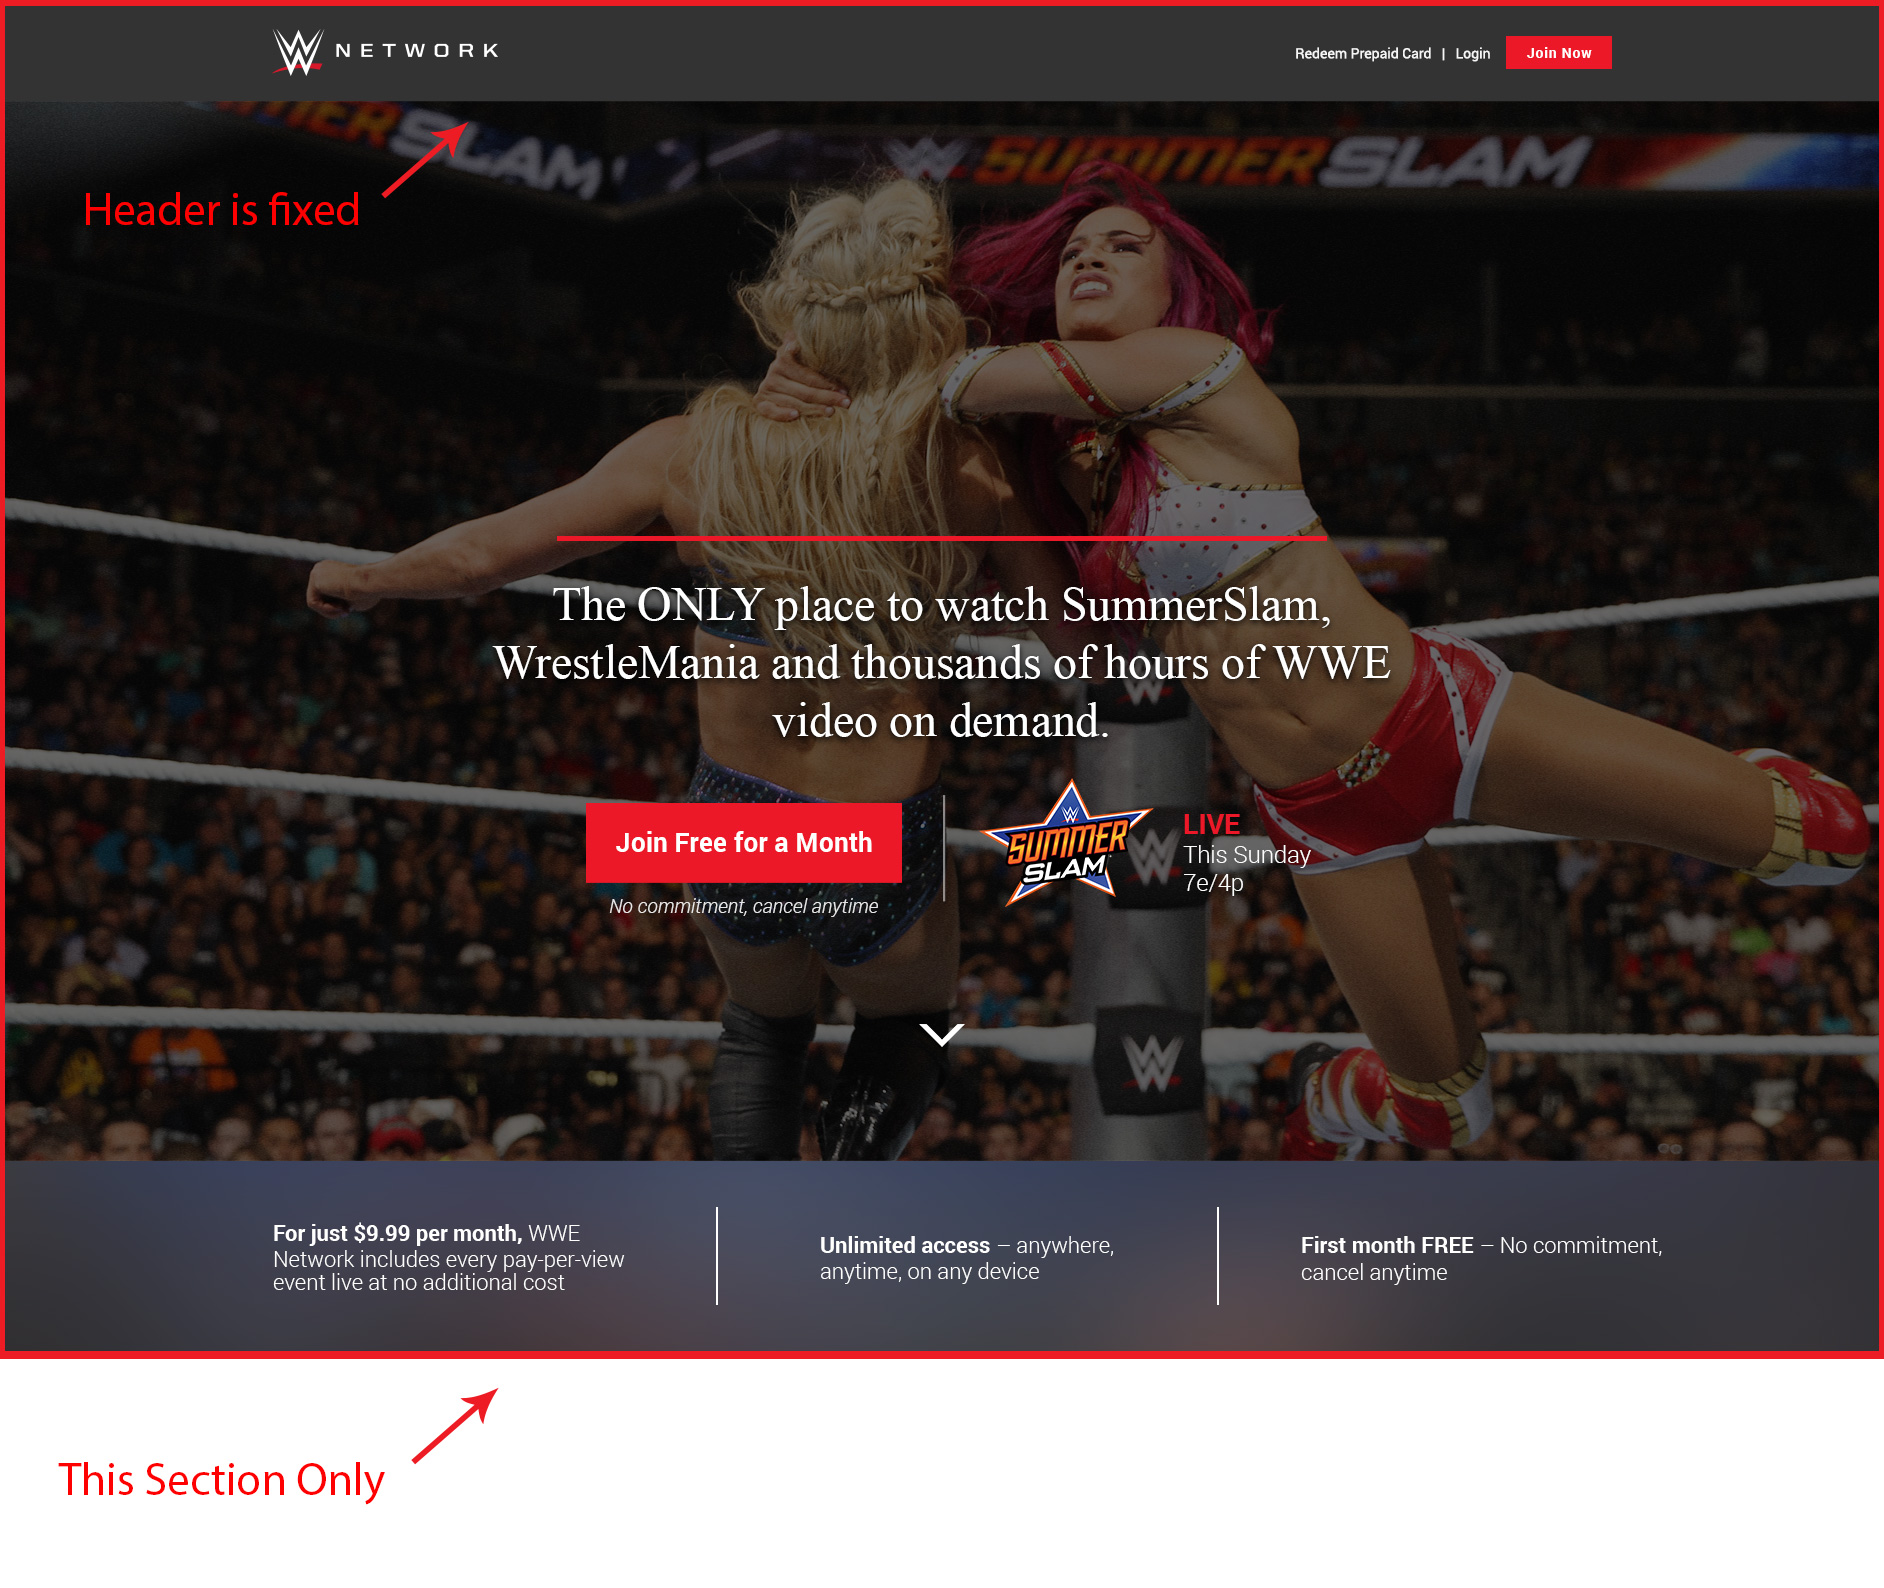 W NETWORK
Redeem Prepaid Card | Login Join Now
MMER SLAM
W SUMMERSLAM
Header is fixed
The ONLY place to watch SummerSlam,
WrestleMania and thousands of hours of WWE
video on demand.
Join Free for a Month
No commitment, cancel anytime
W
SUMMER
SLAM
LIVE
This Sunday
7e/4p
W
W
W
For just $9.99 per month, WWE
Network includes every pay-per-view
event live at no additional cost
Unlimited access – anywhere,
anytime, on any device
First month FREE – No commitment,
cancel anytime
This Section Only